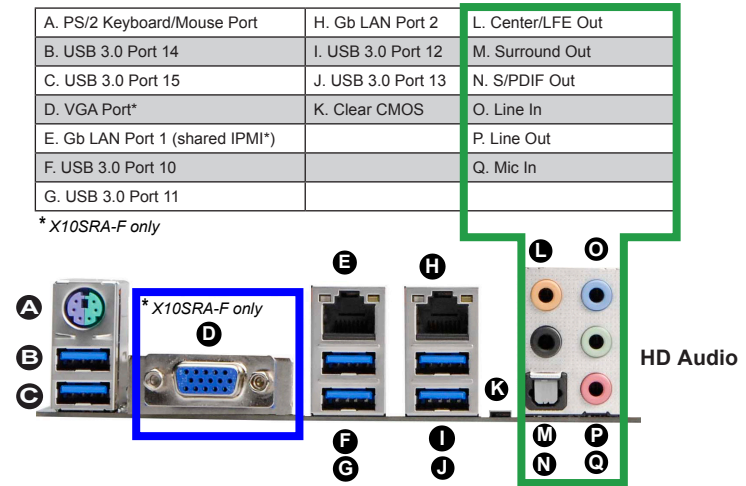 A. PS/2 Keyboard/Mouse Port H. Gb LAN Port 2 L. Center/LFE Out
B. USB 3.0 Port 14 I. USB 3.0 Port 12 M. Surround Out
C. USB 3.0 Port 15 J. USB 3.0 Port 13 N. S/PDIF Out
D. VGA Port* K. Clear CMOS O. Line In
E. Gb LAN Port 1 (shared IPMI*) P. Line Out
F. USB 3.0 Port 10 Q. Mic In
G. USB 3.0 Port 11
* X10SRA-F only
L O
E H
A
* X10SRA-F only
D
B
HD Audio
C
K
F I M P
G J N Q